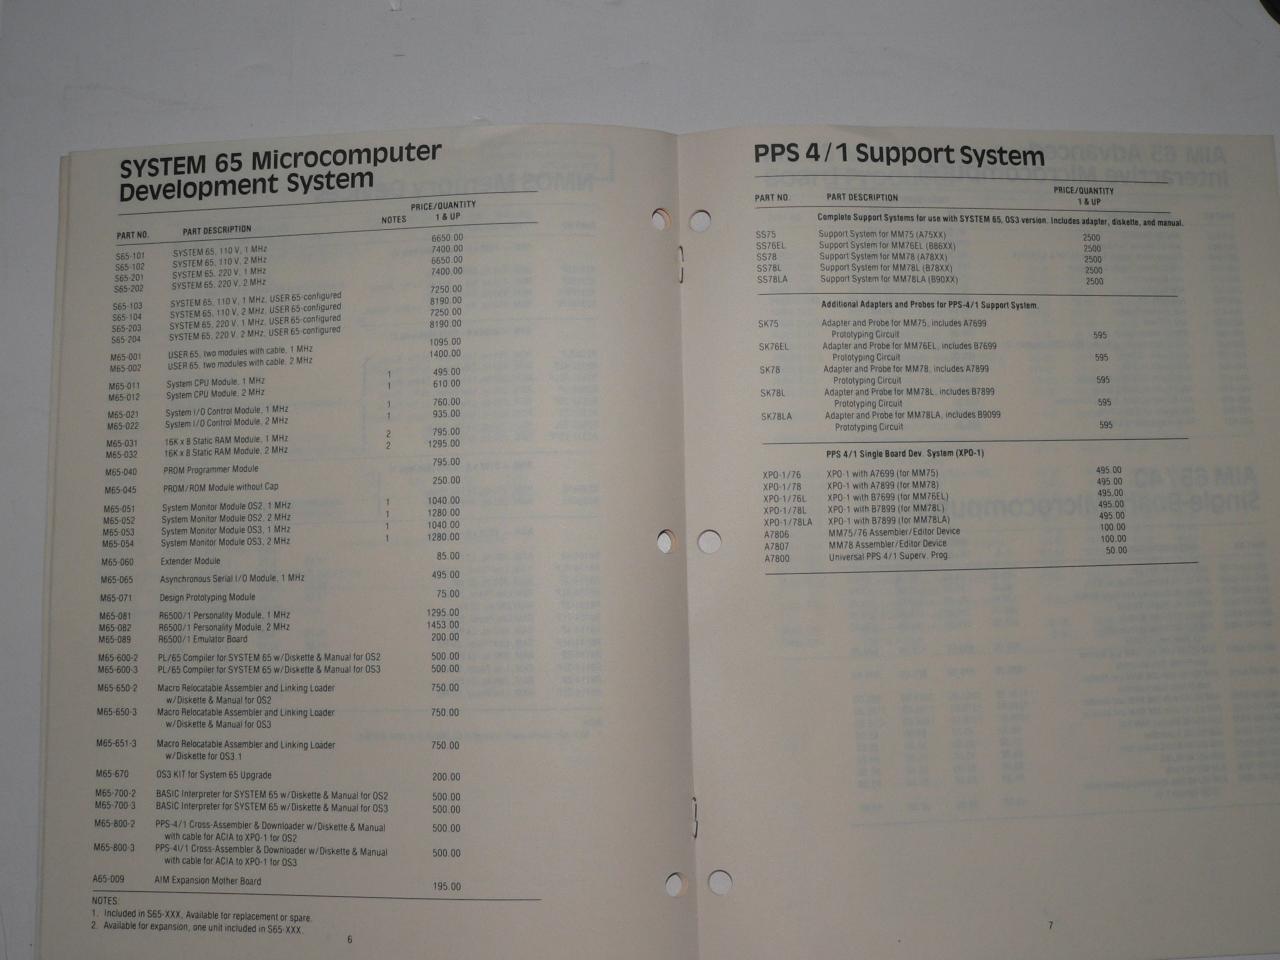 SYSTEM 65 Microcomputer
Development System
PRICE/QUANTITY
PART NO. PART DESCRIPTION NOTES 1 & UP
S65-101 SYSTEM 65, 110 V, 1 MHz 6650.00
S65-102 SYSTEM 65, 110 V, 2 MHz 7400.00
S65-201 SYSTEM 65, 220 V, 1 MHz 6650.00
S65-202 SYSTEM 65, 220 V, 2 MHz 7400.00
S65-103 SYSTEM 65, 110 V, 1 MHz, USER 65-configured 7250.00
S65-104 SYSTEM 65, 110 V, 2 MHz, USER 65-configured 8190.00
S65-203 SYSTEM 65, 220 V, 1 MHz, USER 65-configured 7250.00
S65-204 SYSTEM 65, 220 V, 2 MHz, USER 65-configured 8190.00
M65-001 USER 65, two modules with cable, 1 MHz 1095.00
M65-002 USER 65, two modules with cable, 2 MHz 1400.00
M65-011 System CPU Module, 1 MHz 1 495.00
M65-012 System CPU Module, 2 MHz 1 610.00
M65-021 System I/O Control Module, 1 MHz 1 760.00
M65-022 System I/O Control Module, 2 MHz 1 935.00
M65-031 16K x 8 Static RAM Module, 1 MHz 2 795.00
M65-032 16K x 8 Static RAM Module, 2 MHz 2 1295.00
M65-040 PROM Programmer Module 795.00
M65-045 PROM/ROM Module without Cap 250.00
M65-051 System Monitor Module OS2, 1 MHz 1 1040.00
M65-052 System Monitor Module OS2, 2 MHz 1 1280.00
M65-053 System Monitor Module OS3, 1 MHz 1 1040.00
M65-054 System Monitor Module OS3, 2 MHz 1 1280.00
M65-060 Extender Module 85.00
M65-065 Asynchronous Serial I/O Module, 1 MHz 495.00
M65-071 Design Prototyping Module 75.00
M65-081 R6500/1 Personality Module, 1 MHz 1295.00
M65-082 R6500/1 Personality Module, 2 MHz 1453.00
M65-089 R6500/1 Emulator Board 200.00
M65-600-2 PL/65 Compiler for SYSTEM 65 w/Diskette & Manual for OS2 500.00
M65-600-3 PL/65 Compiler for SYSTEM 65 w/Diskette & Manual for OS3 500.00
M65-650-2 Macro Relocatable Assembler and Linking Loader 750.00
w/Diskette & Manual for OS2
M65-650-3 Macro Relocatable Assembler and Linking Loader 750.00
w/Diskette & Manual for OS3
M65-651-3 Macro Relocatable Assembler and Linking Loader 750.00
w/Diskette for OS3.1
M65-670 OS3 KIT for System 65 Upgrade 200.00
M65-700-2 BASIC Interpreter for SYSTEM 65 w/Diskette & Manual for OS2 500.00
M65-700-3 BASIC Interpreter for SYSTEM 65 w/Diskette & Manual for OS3 500.00
M65-800-2 PPS-4/1 Cross-Assembler & Downloader w/Diskette & Manual 500.00
with cable for ACIA to XPO-1 for OS2
M65-800-3 PPS-4I/1 Cross-Assembler & Downloader w/Diskette & Manual 500.00
with cable for ACIA to XPO-1 for OS3
A65-009 AIM Expansion Mother Board 195.00
NOTES:
1. Included in S65-XXX, Available for replacement or spare.
2. Available for expansion, one unit included in S65-XXX.
6
PPS 4/1 Support System
PRICE/QUANTITY
PART NO. PART DESCRIPTION 1 & UP
Complete Support Systems for use with SYSTEM 65, OS3 version. Includes adapter, diskette, and manual.
SS75 Support System for MM75 (A75XX) 2500
SS76EL Support System for MM76EL (B86XX) 2500
SS78 Support System for MM78 (A78XX) 2500
SS78L Support System for MM78L (B78XX) 2500
SS78LA Support System for MM78LA (B90XX) 2500
Additional Adapters and Probes for PPS-4/1 Support System.
SK75 Adapter and Probe for MM75, includes A7699
Prototyping Circuit 595
SK76EL Adapter and Probe for MM76EL, includes B7699
Prototyping Circuit 595
SK78 Adapter and Probe for MM78, includes A7899
Prototyping Circuit 595
SK78L Adapter and Probe for MM78L, includes B7899
Prototyping Circuit 595
SK78LA Adapter and Probe for MM78LA, includes B9099
Prototyping Circuit 595
PPS 4/1 Single Board Dev. System (XPO-1)
XPO-1/76 XPO-1 with A7699 (for MM75) 495.00
XPO-1/78 XPO-1 with A7899 (for MM78) 495.00
XPO-1/76L XPO-1 with B7699 (for MM76EL) 495.00
XPO-1/78L XPO-1 with B7899 (for MM78L) 495.00
XPO-1/78LA XPO-1 with B7899 (for MM78LA) 495.00
A7806 MM75/76 Assembler/Editor Device 100.00
A7807 MM78 Assembler/Editor Device 100.00
A7800 Universal PPS 4/1 Superv. Prog. 50.00
7